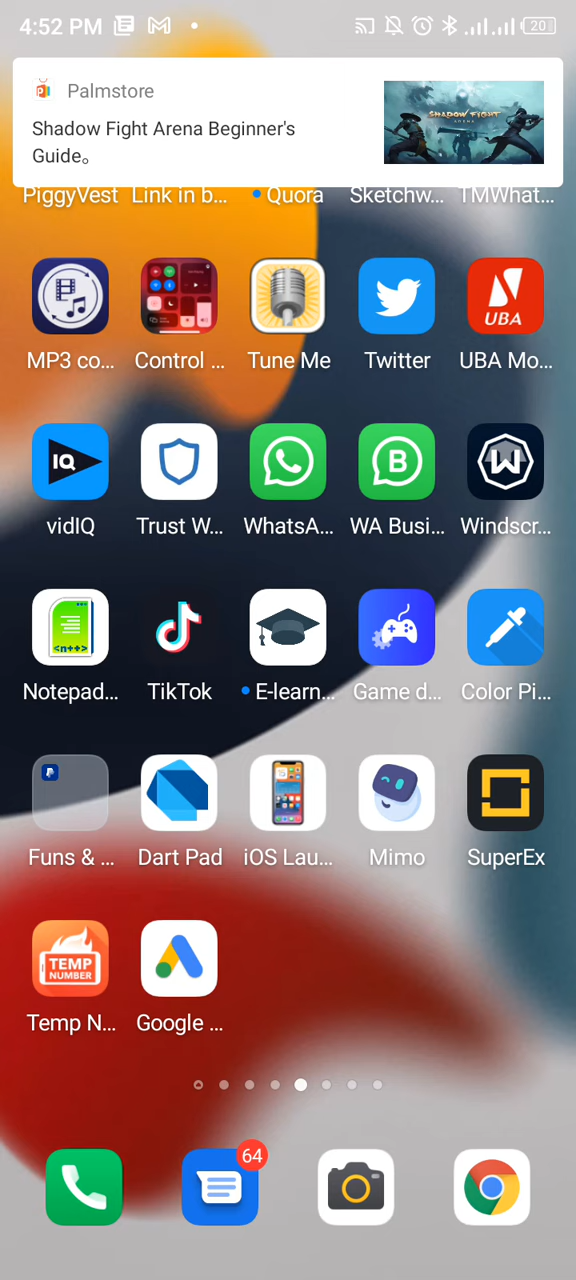 4:52 PM
20
Palmstore
Shadow Fight Arena Beginner's
Guide。
SHADOW FIGHT
ARENA
PiggyVest Link in b... Quora Sketchw... TMWhat...
UBA
MP3 co... Control ... Tune Me Twitter UBA Mo...
IQ B W
vidIQ Trust W... WhatsA... WA Busi... Windscr...
<n++>
Notepad... TikTok E-learn... Game d... Color Pi...
Funs & ... Dart Pad iOS Lau... Mimo SuperEx
TEMP
NUMBER
Temp N... Google ...
64